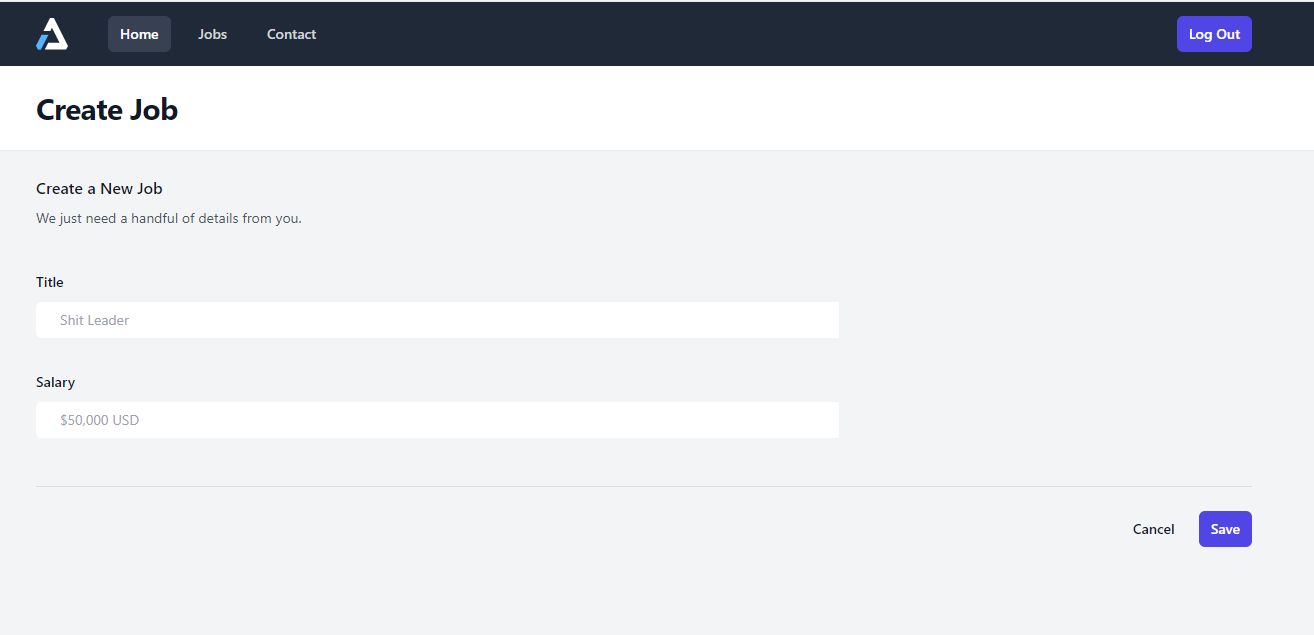 Home Jobs Contact Log Out
Create Job
Create a New Job
We just need a handful of details from you.
Title
Shit Leader
Salary
$50,000 USD
Cancel Save